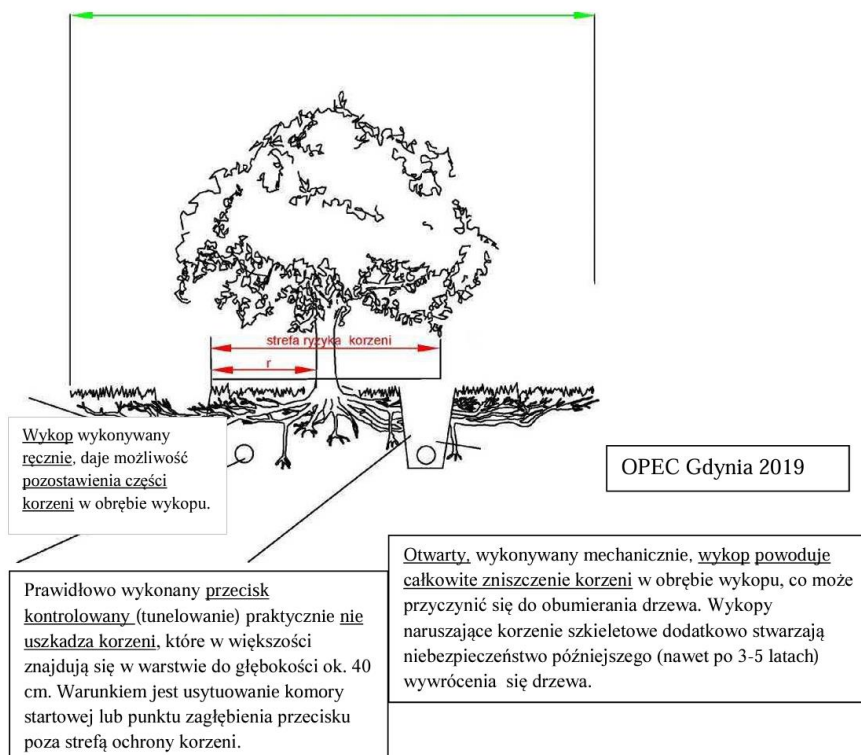 strefa ryzyka korzeni
r
Wykop wykonywany
ręcznie, daje możliwość
pozostawienia części
korzeni w obrębie wykopu.
OPEC Gdynia 2019
Prawidłowo wykonany przecisk
kontrolowany (tunelowanie) praktycznie nie
uszkadza korzeni, które w większości
znajdują się w warstwie do głębokości ok. 40
cm. Warunkiem jest usytuowanie komory
startowej lub punktu zagłębienia przecisku
poza strefą ochrony korzeni.
Otwarty, wykonywany mechanicznie, wykop powoduje
całkowite zniszczenie korzeni w obrębie wykopu, co może
przyczynić się do obumierania drzewa. Wykopy
naruszające korzenie szkieletowe dodatkowo stwarzają
niebezpieczeństwo późniejszego (nawet po 3-5 latach)
wywrócenia się drzewa.